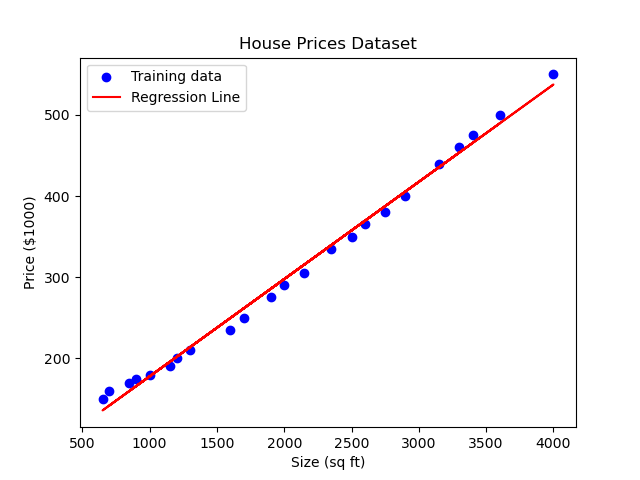 House Prices Dataset
Training data
Regression Line
500
400
300
200
Price ($1000)
500 1000 1500 2000 2500 3000 3500 4000
Size (sq ft)